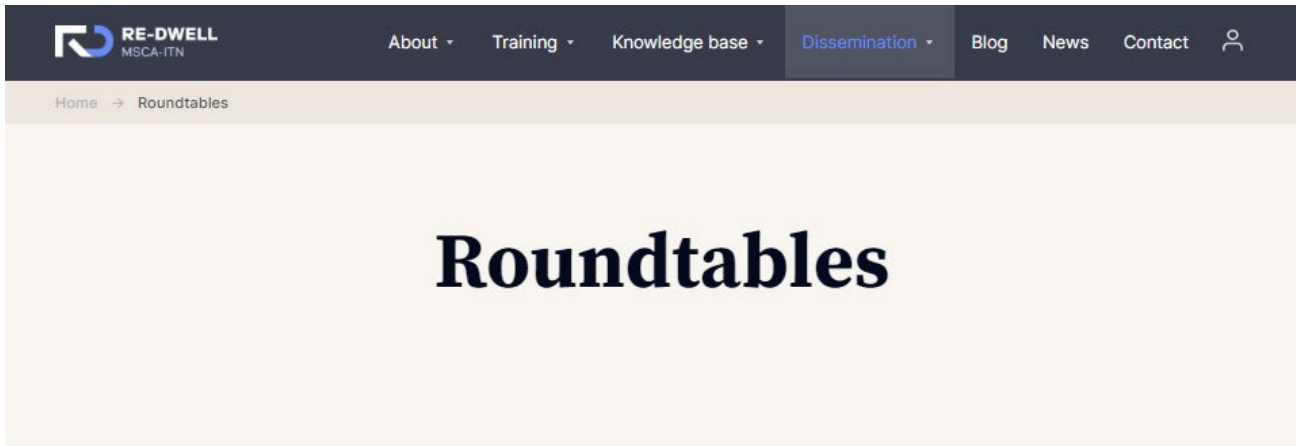 RE-DWELL
MSCA-ITN
About Training Knowledge base Dissemination Blog News Contact
Home → Roundtables
Roundtables